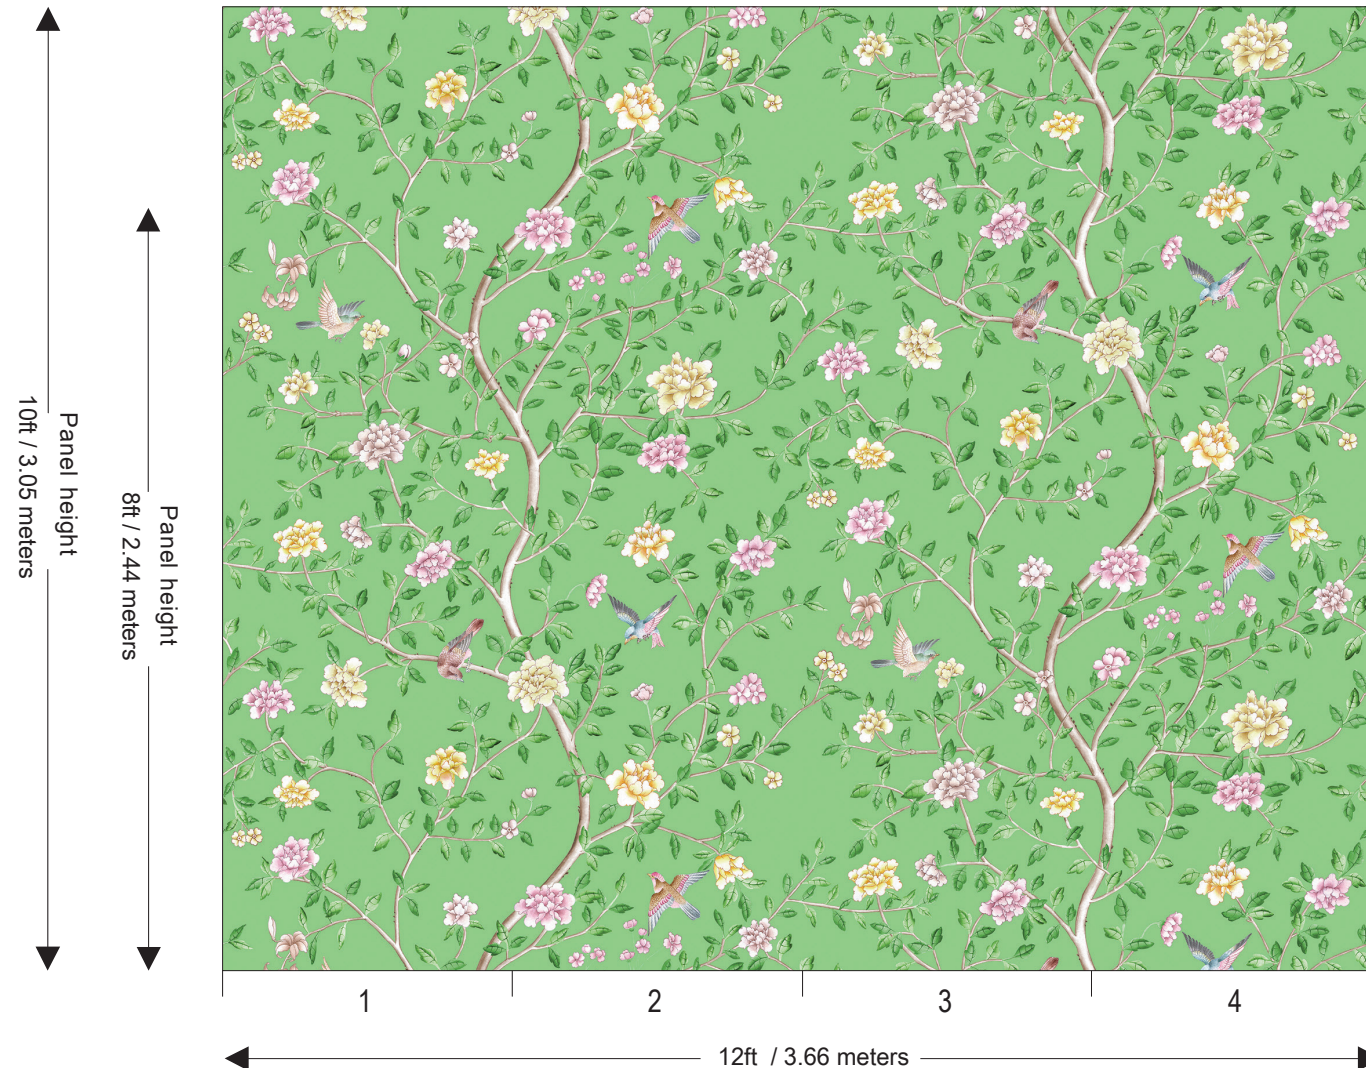 Panel height
10ft / 3.05 meters
Panel height
8ft / 2.44 meters
1
2
3
4
12ft / 3.66 meters